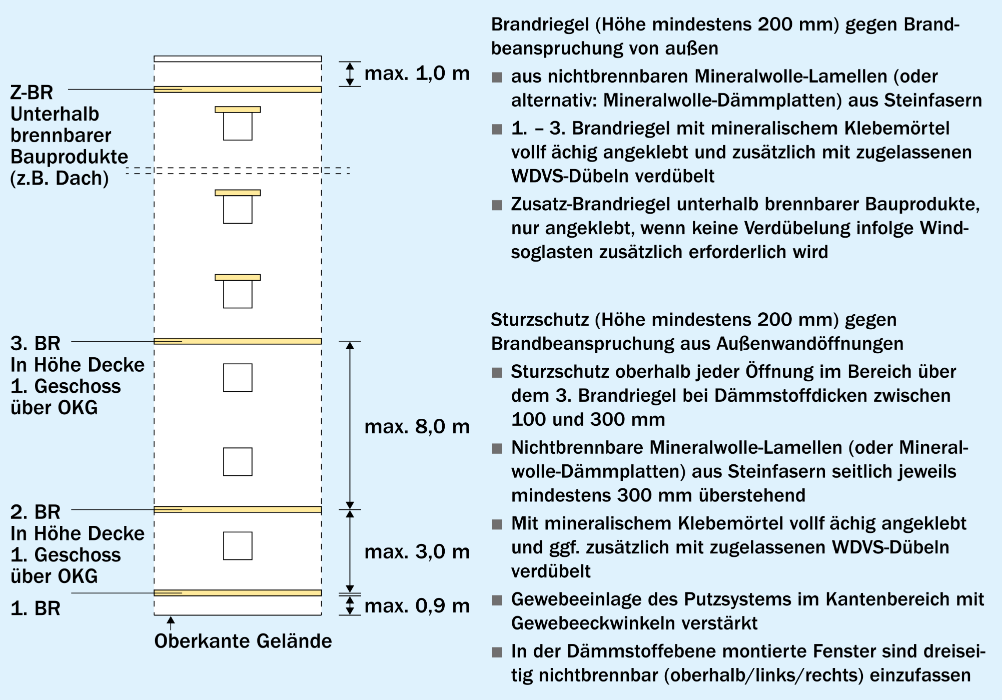 max. 1,0 m
Z-BR
Unterhalb
brennbarer
Bauprodukte
(z.B. Dach)
3. BR
In Höhe Decke
1. Geschoss
über OKG
max. 8,0 m
2. BR
In Höhe Decke
1. Geschoss
über OKG
max. 3,0 m
1. BR
max. 0,9 m
Oberkante Gelände
Brandriegel (Höhe mindestens 200 mm) gegen Brand-
beanspruchung von außen
aus nichtbrennbaren Mineralwolle-Lamellen (oder
alternativ: Mineralwolle-Dämmplatten) aus Steinfasern
1. – 3. Brandriegel mit mineralischem Klebemörtel
vollf ächig angeklebt und zusätzlich mit zugelassenen
WDVS-Dübeln verdübelt
Zusatz-Brandriegel unterhalb brennbarer Bauprodukte,
nur angeklebt, wenn keine Verdübelung infolge Wind-
soglasten zusätzlich erforderlich wird
Sturzschutz (Höhe mindestens 200 mm) gegen
Brandbeanspruchung aus Außenwandöffnungen
Sturzschutz oberhalb jeder Öffnung im Bereich über
dem 3. Brandriegel bei Dämmstoffdicken zwischen
100 und 300 mm
Nichtbrennbare Mineralwolle-Lamellen (oder Mineral-
wolle-Dämmplatten) aus Steinfasern seitlich jeweils
mindestens 300 mm überstehend
Mit mineralischem Klebemörtel vollf ächig angeklebt
und ggf. zusätzlich mit zugelassenen WDVS-Dübeln
verdübelt
Gewebeeinlage des Putzsystems im Kantenbereich mit
Gewebeeckwinkeln verstärkt
In der Dämmstoffebene montierte Fenster sind dreisei-
tig nichtbrennbar (oberhalb/links/rechts) einzufassen